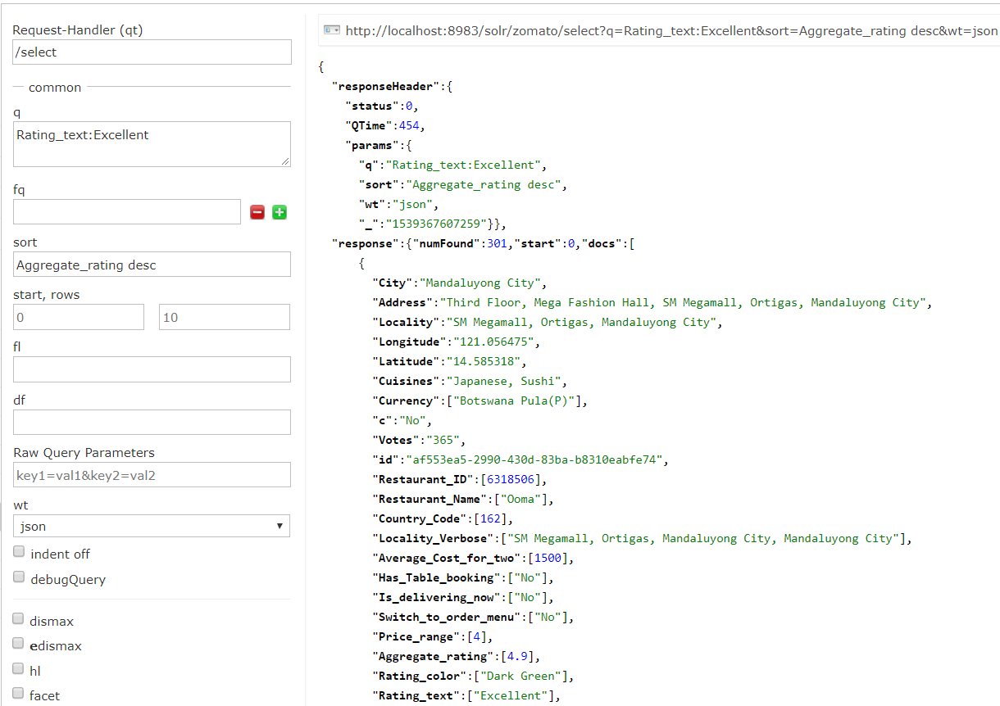 Request-Handler (qt)
/select
common
q
Rating_text:Excellent
fq
sort
Aggregate_rating desc
start, rows
0
10
fl
df
Raw Query Parameters
key1=val1&key2=val2
wt
json
indent off
debugQuery
dismax
edismax
hl
facet
http://localhost:8983/solr/zomato/select?q=Rating_text:Excellent&sort=Aggregate_rating desc&wt=json
{
"responseHeader":{
"status":0,
"QTime":454,
"params":{
"q":"Rating_text:Excellent",
"sort":"Aggregate_rating desc",
"wt":"json",
"_":"1539367607259"}},
"response":{"numFound":301,"start":0,"docs":[
{
"City":"Mandaluyong City",
"Address":"Third Floor, Mega Fashion Hall, SM Megamall, Ortigas, Mandaluyong City",
"Locality":"SM Megamall, Ortigas, Mandaluyong City",
"Longitude":"121.056475",
"Latitude":"14.585318",
"Cuisines":"Japanese, Sushi",
"Currency":["Botswana Pula(P)"],
"c":"No",
"Votes":"365",
"id":"af553ea5-2990-430d-83ba-b8310eabfe74",
"Restaurant_ID":[6318506],
"Restaurant_Name":["Ooma"],
"Country_Code":[162],
"Locality_Verbose":["SM Megamall, Ortigas, Mandaluyong City, Mandaluyong City"],
"Average_Cost_for_two":[1500],
"Has_Table_booking":["No"],
"Is_delivering_now":["No"],
"Switch_to_order_menu":["No"],
"Price_range":[4],
"Aggregate_rating":[4.9],
"Rating_color":["Dark Green"],
"Rating_text":["Excellent"],